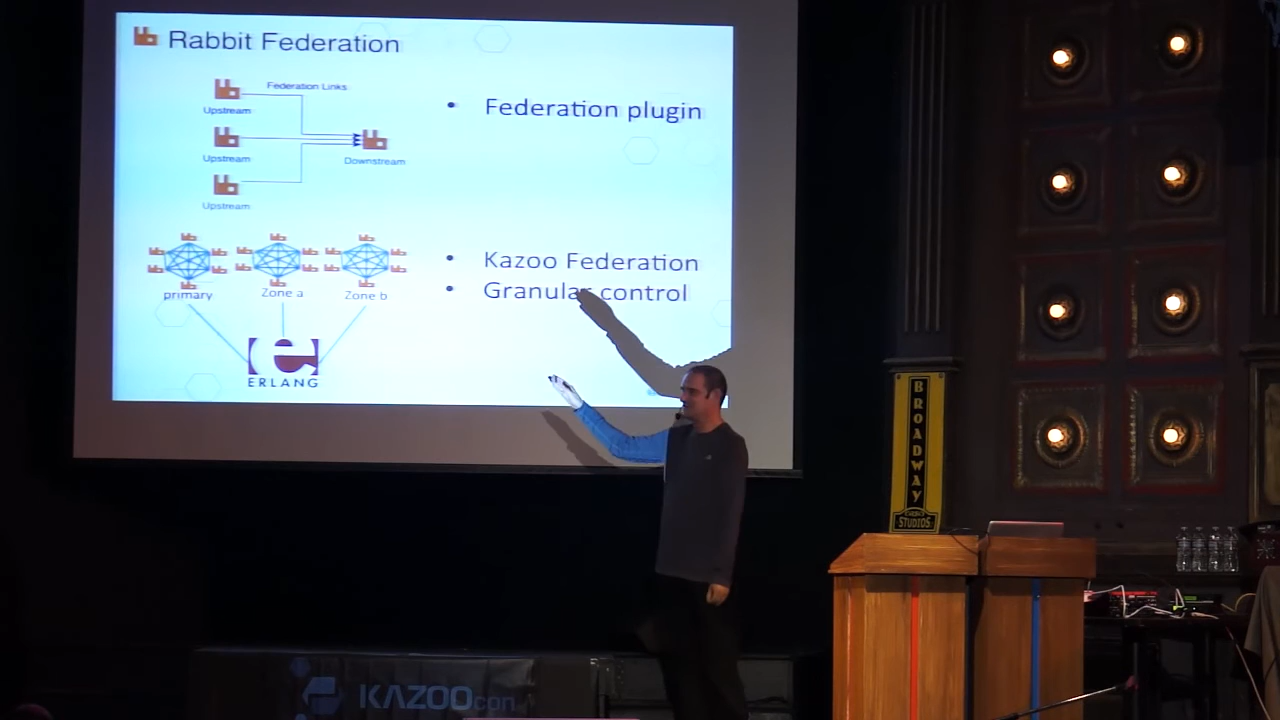 Rabbit Federation
Federation Links
Upstream
Upstream
Downstream
Upstream
• Federation plugin
primary
Zone a
Zone b
ERLANG
• Kazoo Federation
• Granular control
BROADWAY
STUDIOS
KAZOOcon